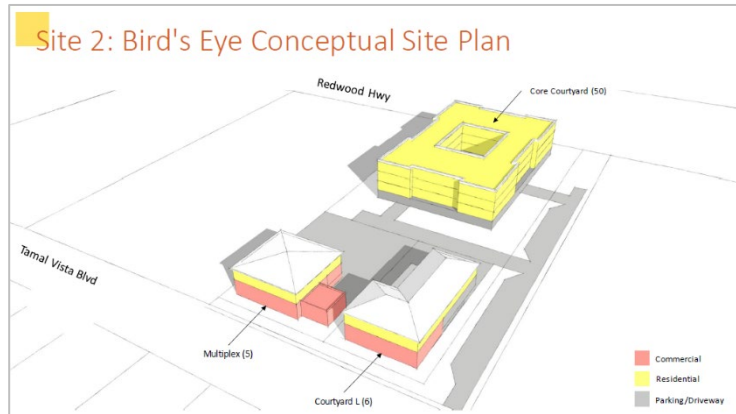 Site 2: Bird's Eye Conceptual Site Plan
Redwood Hwy
Core Courtyard (50)
Tamal Vista Blvd
Multiplex (5)
Courtyard L (6)
Commercial
Residential
Parking/Driveway